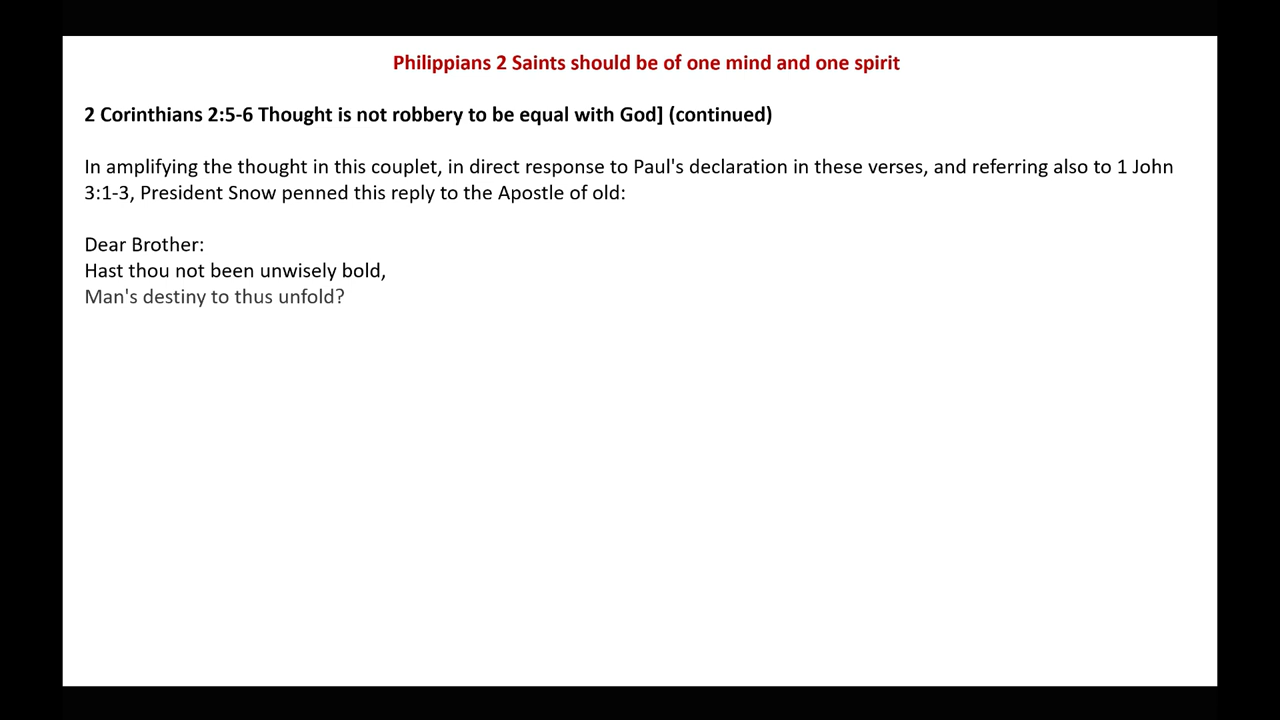 Philippians 2 Saints should be of one mind and one spirit
2 Corinthians 2:5-6 Thought is not robbery to be equal with God] (continued)
In amplifying the thought in this couplet, in direct response to Paul's declaration in these verses, and referring also to 1 John
3:1-3, President Snow penned this reply to the Apostle of old:
Dear Brother:
Hast thou not been unwisely bold,
Man's destiny to thus unfold?